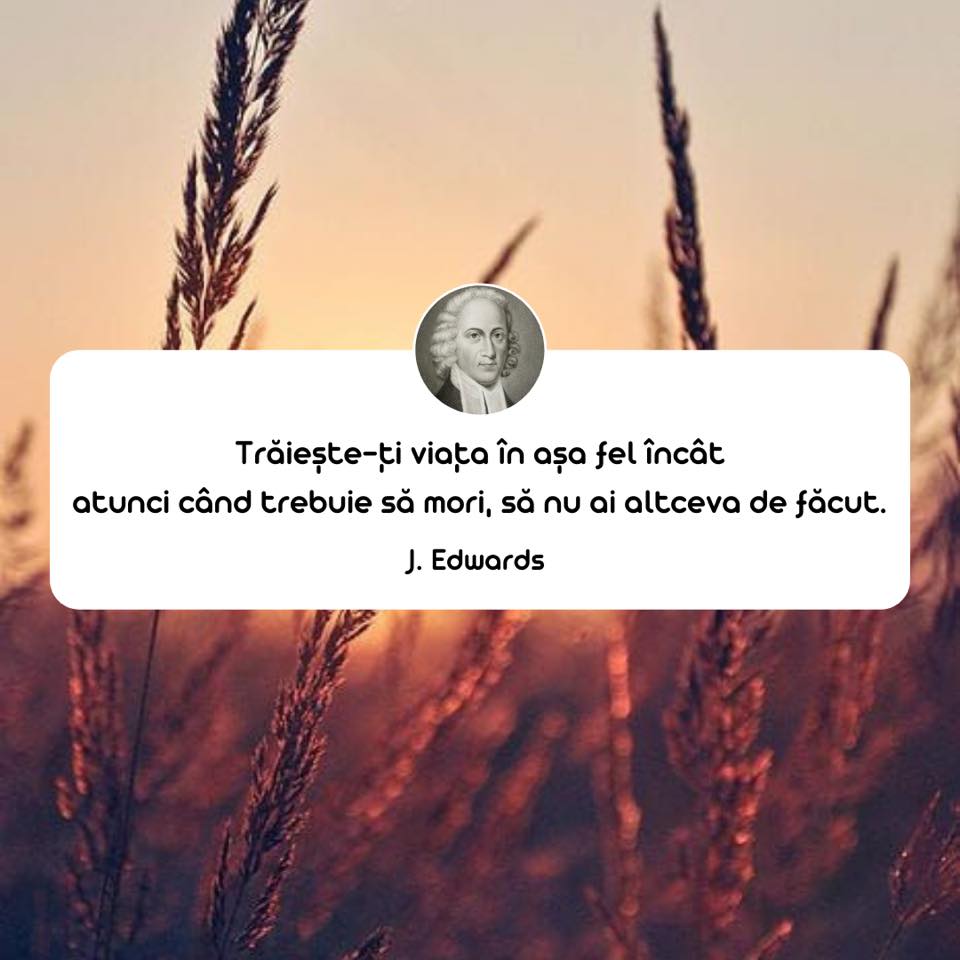 Trăiește-ți viața în așa fel încât
atunci când trebuie să mori, să nu ai altceva de făcut.
J. Edwards